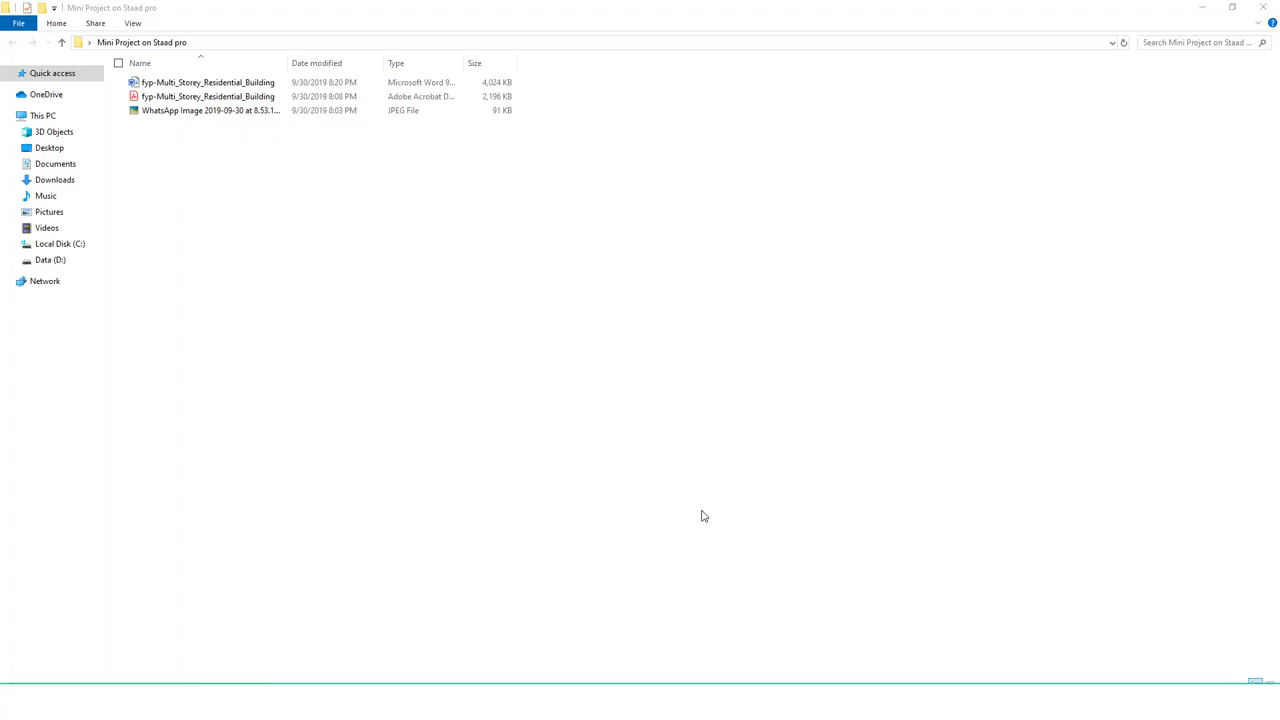 Mini Project on Staad pro
File Home Share View
Mini Project on Staad pro
Search Mini Project on Staad ...
Name Date modified Type Size
Quick access
fyp-Multi_Storey_Residential_Building 9/30/2019 8:20 PM Microsoft Word 9... 4,024 KB
OneDrive
fyp-Multi_Storey_Residential_Building 9/30/2019 8:08 PM Adobe Acrobat D... 2,196 KB
WhatsApp Image 2019-09-30 at 8.53.1... 9/30/2019 8:03 PM JPEG File 91 KB
This PC
3D Objects
Desktop
Documents
Downloads
Music
Pictures
Videos
Local Disk (C:)
Data (D:)
Network